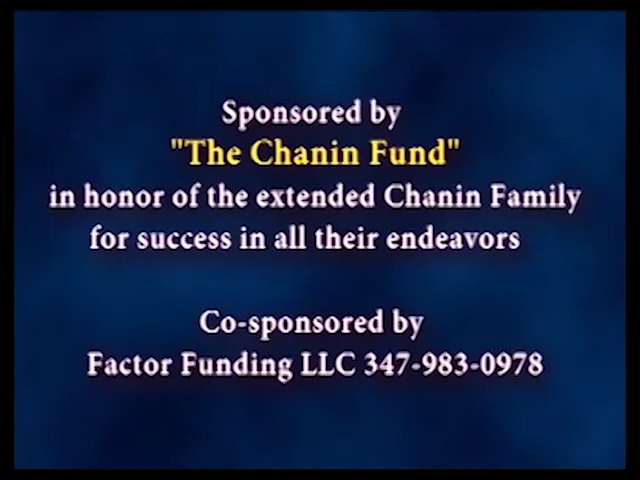 Sponsored by
"The Chanin Fund"
in honor of the extended Chanin Family
for success in all their endeavors
Co-sponsored by
Factor Funding LLC 347-983-0978